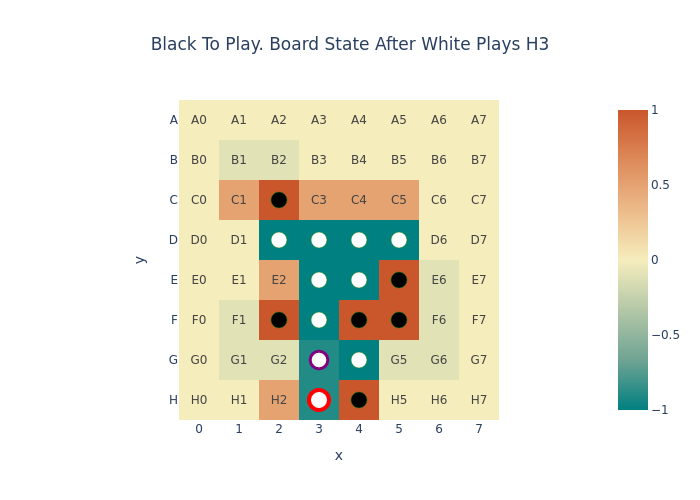 Black To Play. Board State After White Plays H3
A A0 A1 A2 A3 A4 A5 A6 A7
B B0 B1 B2 B3 B4 B5 B6 B7
C C0 C1 C3 C4 C5 C6 C7
D D0 D1 D6 D7
E E0 E1 E2 E6 E7
F F0 F1 F6 F7
G G0 G1 G2 G5 G6 G7
H H0 H1 H2 H5 H6 H7
0 1 2 3 4 5 6 7
x
y
1
0.5
0
−0.5
−1